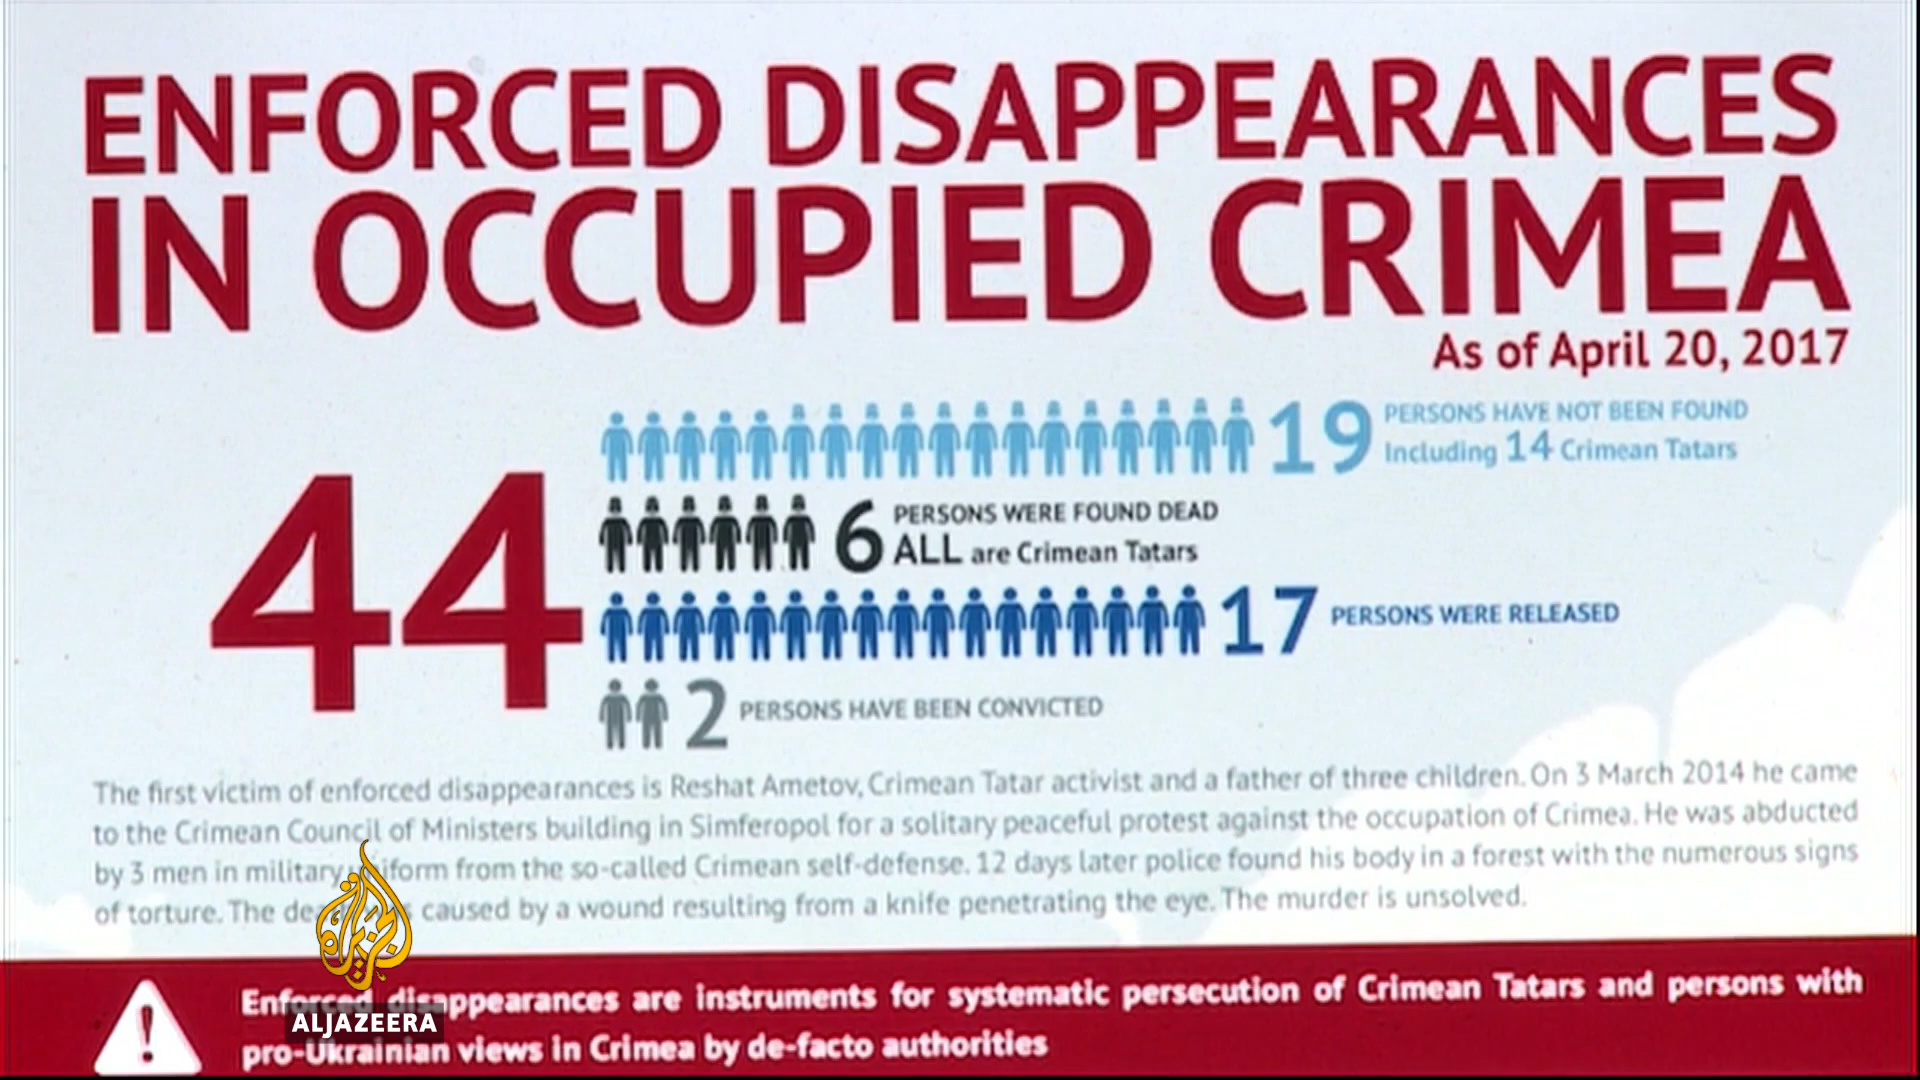 ENFORCED DISAPPEARANCES
IN OCCUPIED CRIMEA
As of April 20, 2017
44
19 PERSONS HAVE NOT BEEN FOUND
Including 14 Crimean Tatars
6 PERSONS WERE FOUND DEAD
ALL are Crimean Tatars
17 PERSONS WERE RELEASED
2 PERSONS HAVE BEEN CONVICTED
The first victim of enforced disappearances is Reshat Ametov, Crimean Tatar activist and a father of three children. On 3 March 2014 he came
to the Crimean Council of Ministers building in Simferopol for a solitary peaceful protest against the occupation of Crimea. He was abducted
by 3 men in military uniform from the so-called Crimean self-defense. 12 days later police found his body in a forest with the numerous signs
of torture. The caused by a wound resulting from a knife penetrating the eye. The murder is unsolved.
Enforced disappearances are instruments for systematic persecution of Crimean Tatars and persons with
pro-Ukrainian views in Crimea by de-facto authorities
الجزيرة
ALJAZEERA